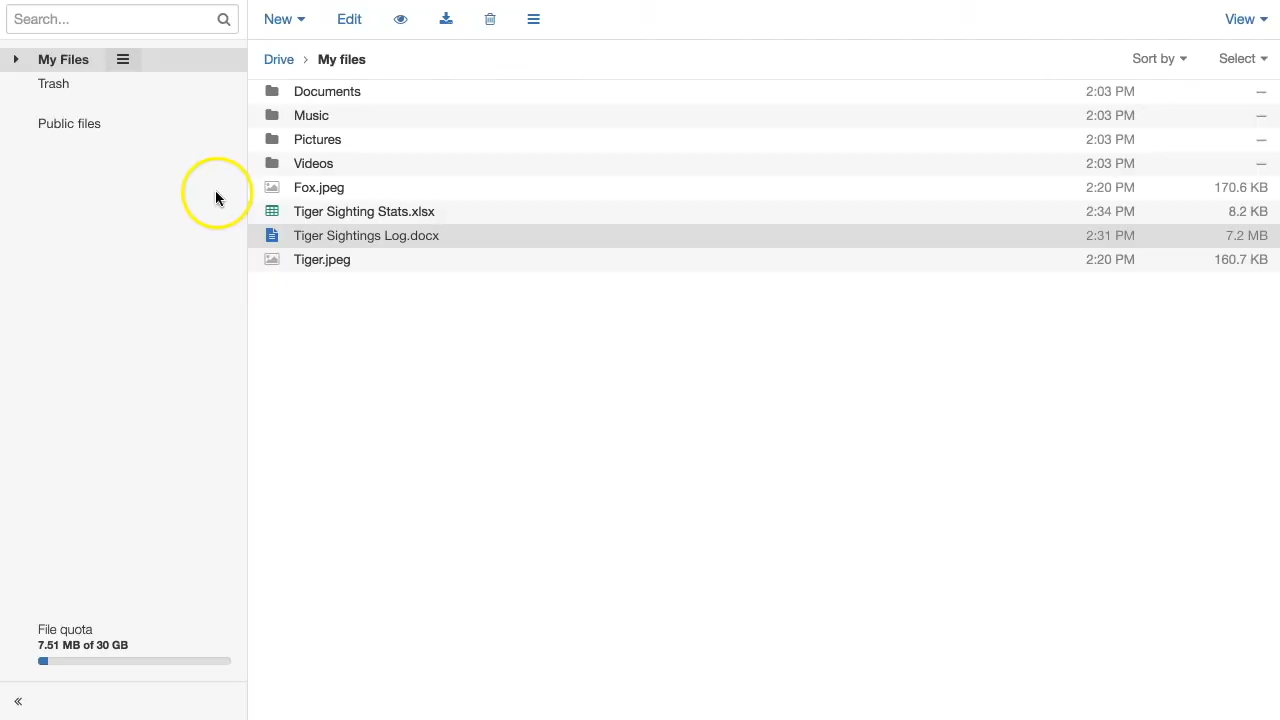 Search...
New Edit View
My Files
Trash
Public files
Drive › My files Sort by Select
Documents 2:03 PM —
Music 2:03 PM —
Pictures 2:03 PM —
Videos 2:03 PM —
Fox.jpeg 2:20 PM 170.6 KB
Tiger Sighting Stats.xlsx 2:34 PM 8.2 KB
Tiger Sightings Log.docx 2:31 PM 7.2 MB
Tiger.jpeg 2:20 PM 160.7 KB
File quota
7.51 MB of 30 GB